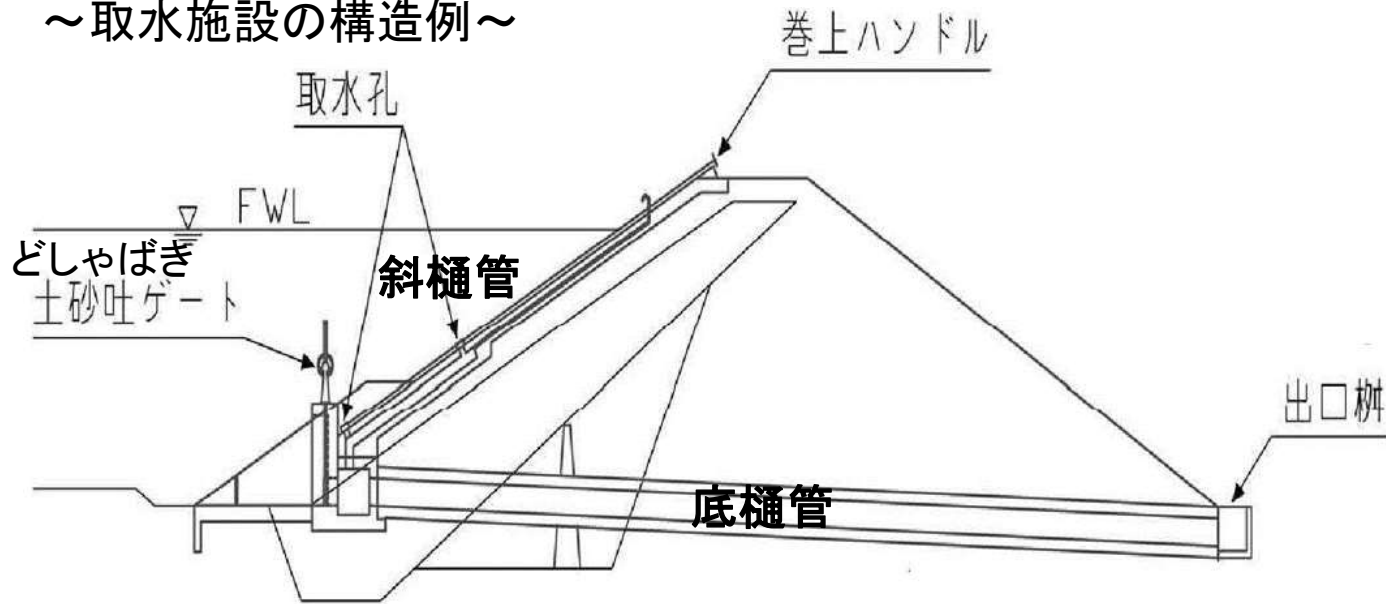 ~取水施設の構造例~
巻上ハンドル
取水孔
FWL
どしゃばき
土砂吐ゲート
斜樋管
出口桝
底樋管